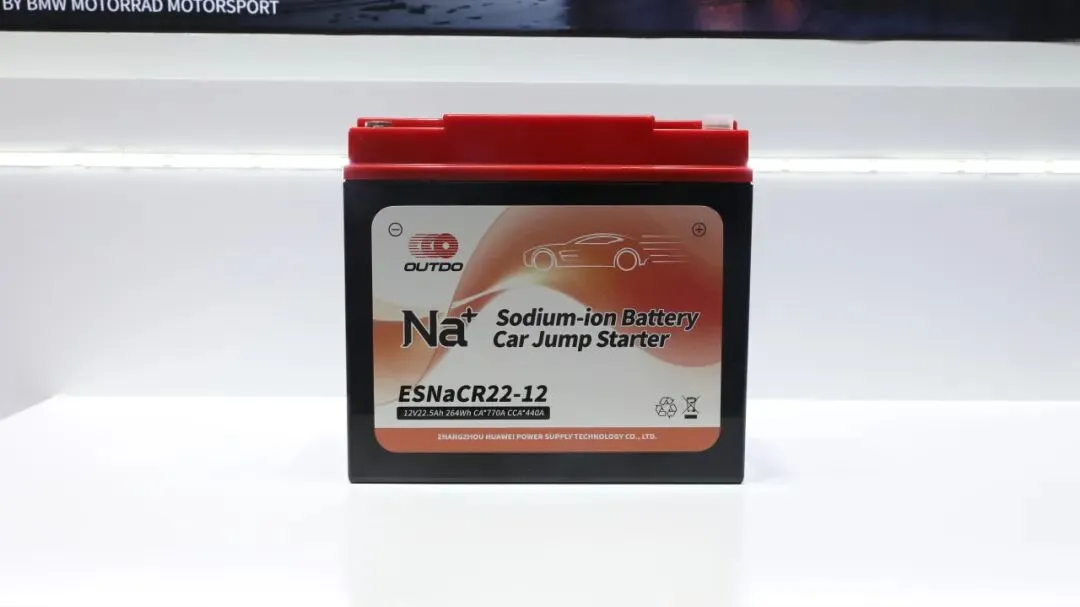 BY BMW MOTORRAD MOTORSPORT
OUTDO
Na⁺ Sodium-ion Battery
Car Jump Starter
ESNaCR22-12
12V22.5Ah 264Wh CA*770A CCA*440A
ZHANGZHOU HUAWEI POWER SUPPLY TECHNOLOGY CO., LTD.